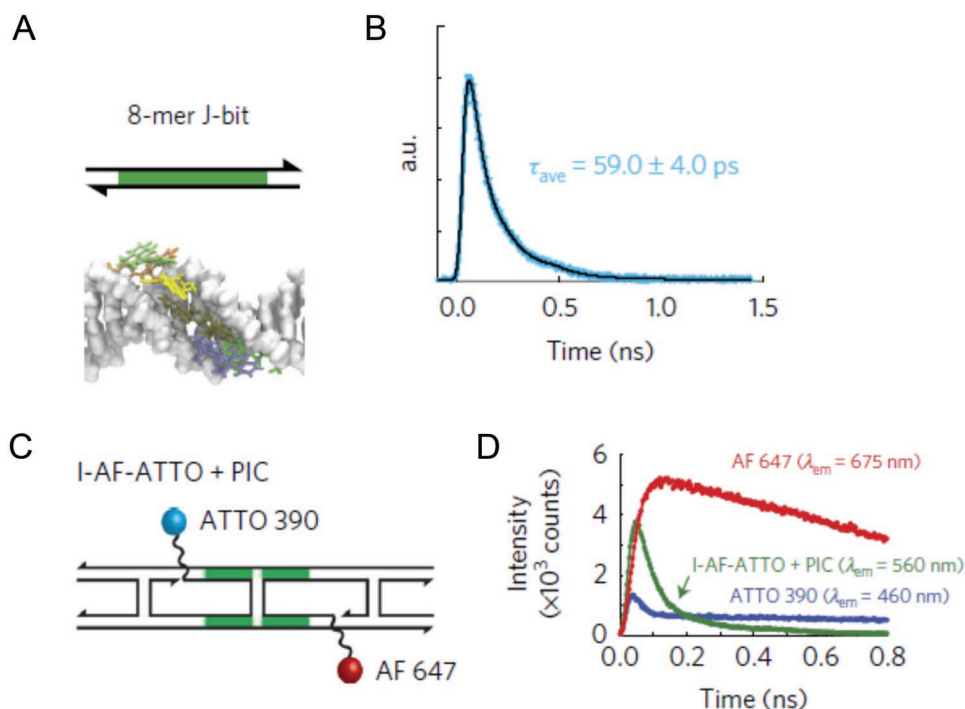 A
8-mer J-bit
B
a.u.
τave = 59.0 ± 4.0 ps
0.0 0.5 1.0 1.5
Time (ns)
C
I-AF-ATTO + PIC
ATTO 390
AF 647
D
Intensity
(×10³ counts)
6
4
2
0
AF 647 (λem = 675 nm)
I-AF-ATTO + PIC (λem = 560 nm)
ATTO 390 (λem = 460 nm)
0.0 0.2 0.4 0.6 0.8
Time (ns)